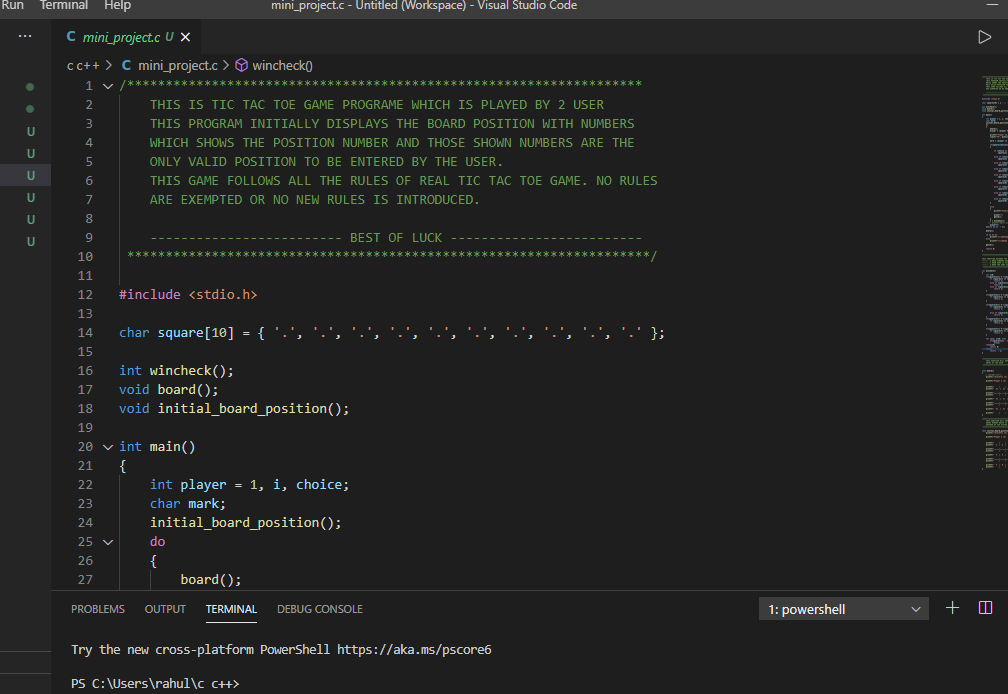 Run Terminal Help mini_project.c - Untitled (Workspace) - Visual Studio Code
... C mini_project.c U
c c++ > C mini_project.c > wincheck()
1 /*******************************************************************
2 THIS IS TIC TAC TOE GAME PROGRAME WHICH IS PLAYED BY 2 USER
3 THIS PROGRAM INITIALLY DISPLAYS THE BOARD POSITION WITH NUMBERS
4 WHICH SHOWS THE POSITION NUMBER AND THOSE SHOWN NUMBERS ARE THE
5 ONLY VALID POSITION TO BE ENTERED BY THE USER.
6 THIS GAME FOLLOWS ALL THE RULES OF REAL TIC TAC TOE GAME. NO RULES
7 ARE EXEMPTED OR NO NEW RULES IS INTRODUCED.
8
9 ------------------------- BEST OF LUCK -------------------------
10 ********************************************************************/
11
12 #include <stdio.h>
13
14 char square[10] = { '.', '.', '.', '.', '.', '.', '.', '.', '.', '.' };
15
16 int wincheck();
17 void board();
18 void initial_board_position();
19
20 int main()
21 {
22 int player = 1, i, choice;
23 char mark;
24 initial_board_position();
25 do
26 {
27 board();
U
U
U
U
U
U
PROBLEMS OUTPUT TERMINAL DEBUG CONSOLE 1: powershell
Try the new cross-platform PowerShell https://aka.ms/pscore6
PS C:\Users\rahul\c c++>